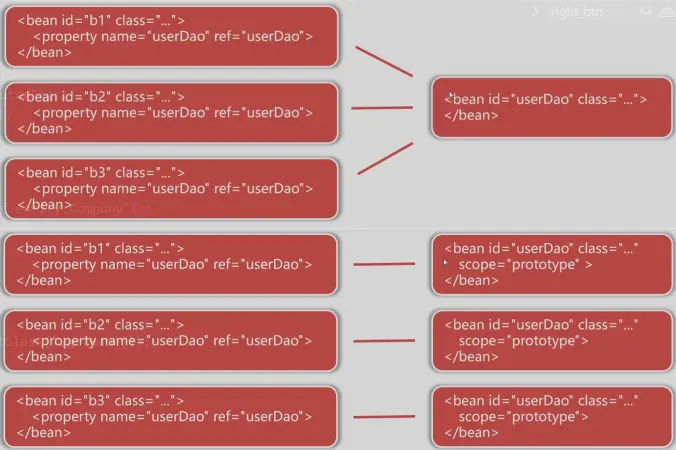 right btn
Aa
ab
<bean id="b1" class="...">
<property name="userDao" ref="userDao">
</bean>
<bean id="b2" class="...">
<property name="userDao" ref="userDao">
</bean>
<bean id="userDao" class="...">
</bean>
<bean id="b3" class="...">
<property name="userDao" ref="userDao">
</bean>
<bean id="b1" class="...">
<property name="userDao" ref="userDao">
</bean>
<bean id="userDao" class="..."
scope="prototype" >
</bean>
<bean id="b2" class="...">
<property name="userDao" ref="userDao">
</bean>
<bean id="userDao" class="..."
scope="prototype">
</bean>
<bean id="b3" class="...">
<property name="userDao" ref="userDao">
</bean>
<bean id="userDao" class="..."
scope="prototype">
</bean>